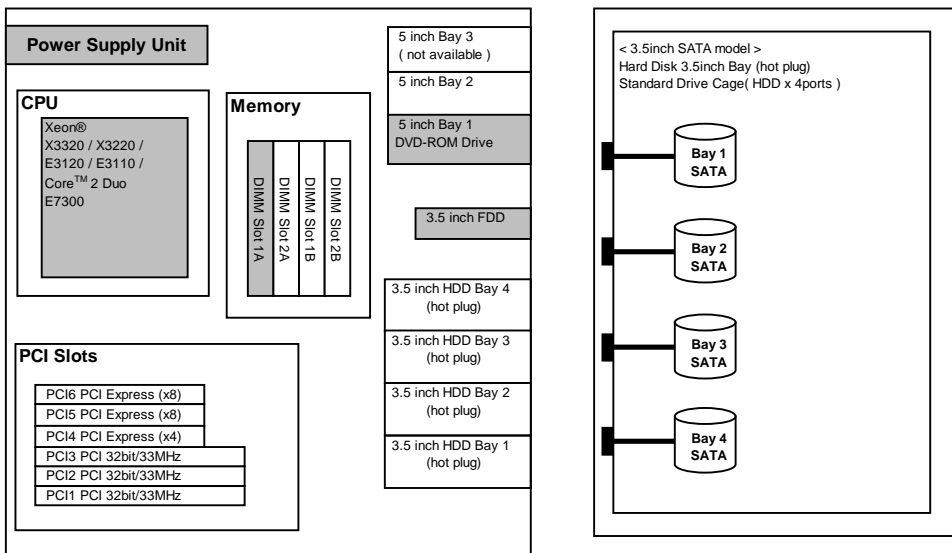 Power Supply Unit
CPU
Xeon®
X3320 / X3220 /
E3120 / E3110 /
Core™ 2 Duo
E7300
Memory
DIMM Slot 1A
DIMM Slot 2A
DIMM Slot 1B
DIMM Slot 2B
5 inch Bay 3
( not available )
5 inch Bay 2
5 inch Bay 1
DVD-ROM Drive
3.5 inch FDD
3.5 inch HDD Bay 4
(hot plug)
3.5 inch HDD Bay 3
(hot plug)
3.5 inch HDD Bay 2
(hot plug)
3.5 inch HDD Bay 1
(hot plug)
PCI Slots
PCI6 PCI Express (x8)
PCI5 PCI Express (x8)
PCI4 PCI Express (x4)
PCI3 PCI 32bit/33MHz
PCI2 PCI 32bit/33MHz
PCI1 PCI 32bit/33MHz
< 3.5inch SATA model >
Hard Disk 3.5inch Bay (hot plug)
Standard Drive Cage( HDD x 4ports )
Bay 1
SATA
Bay 2
SATA
Bay 3
SATA
Bay 4
SATA